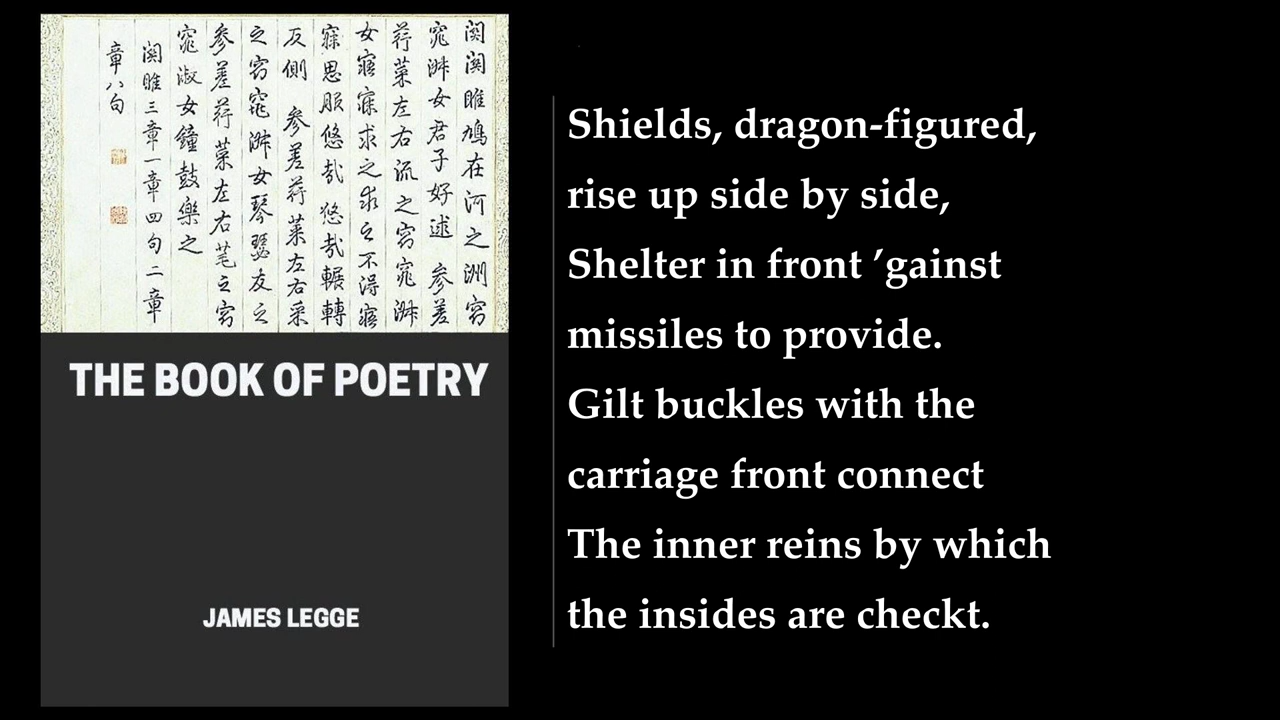 關關雎鳩在河之洲窈
窕淑女君子好逑 參差
荇菜左右流之窈窕淑
女寤寐求之求之不得寤
寐思服悠哉悠哉輾轉
反側 參差荇菜左右采
之窈窕淑女琴瑟友之
參差荇菜左右芼之窈
窕淑女鐘鼓樂之
關雎三章一章四句二章
章八句
THE BOOK OF POETRY
JAMES LEGGE
Shields, dragon-figured,
rise up side by side,
Shelter in front ’gainst
missiles to provide.
Gilt buckles with the
carriage front connect
The inner reins by which
the insides are checkt.